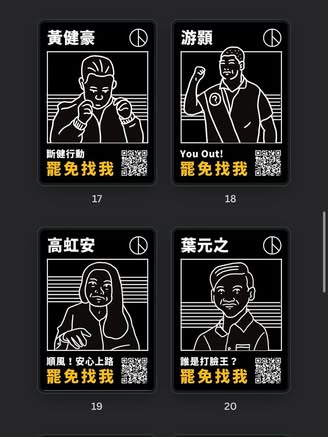 黃健豪
斷健行動
罷免找我
17
游顥
You Out!
罷免找我
18
高虹安
順風！安心上路
罷免找我
19
葉元之
誰是打臉王？
罷免找我
20